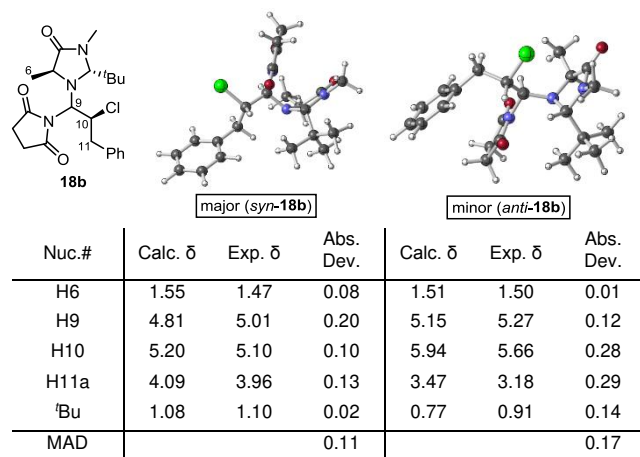 O
N
6
N
tBu
O
9
N
Cl
10
11
Ph
O
18b
major (syn-18b)
minor (anti-18b)
Nuc.# Calc. δ Exp. δ Abs. Dev. Calc. δ Exp. δ Abs. Dev.
H6 1.55 1.47 0.08 1.51 1.50 0.01
H9 4.81 5.01 0.20 5.15 5.27 0.12
H10 5.20 5.10 0.10 5.94 5.66 0.28
H11a 4.09 3.96 0.13 3.47 3.18 0.29
tBu 1.08 1.10 0.02 0.77 0.91 0.14
MAD 0.11 0.17